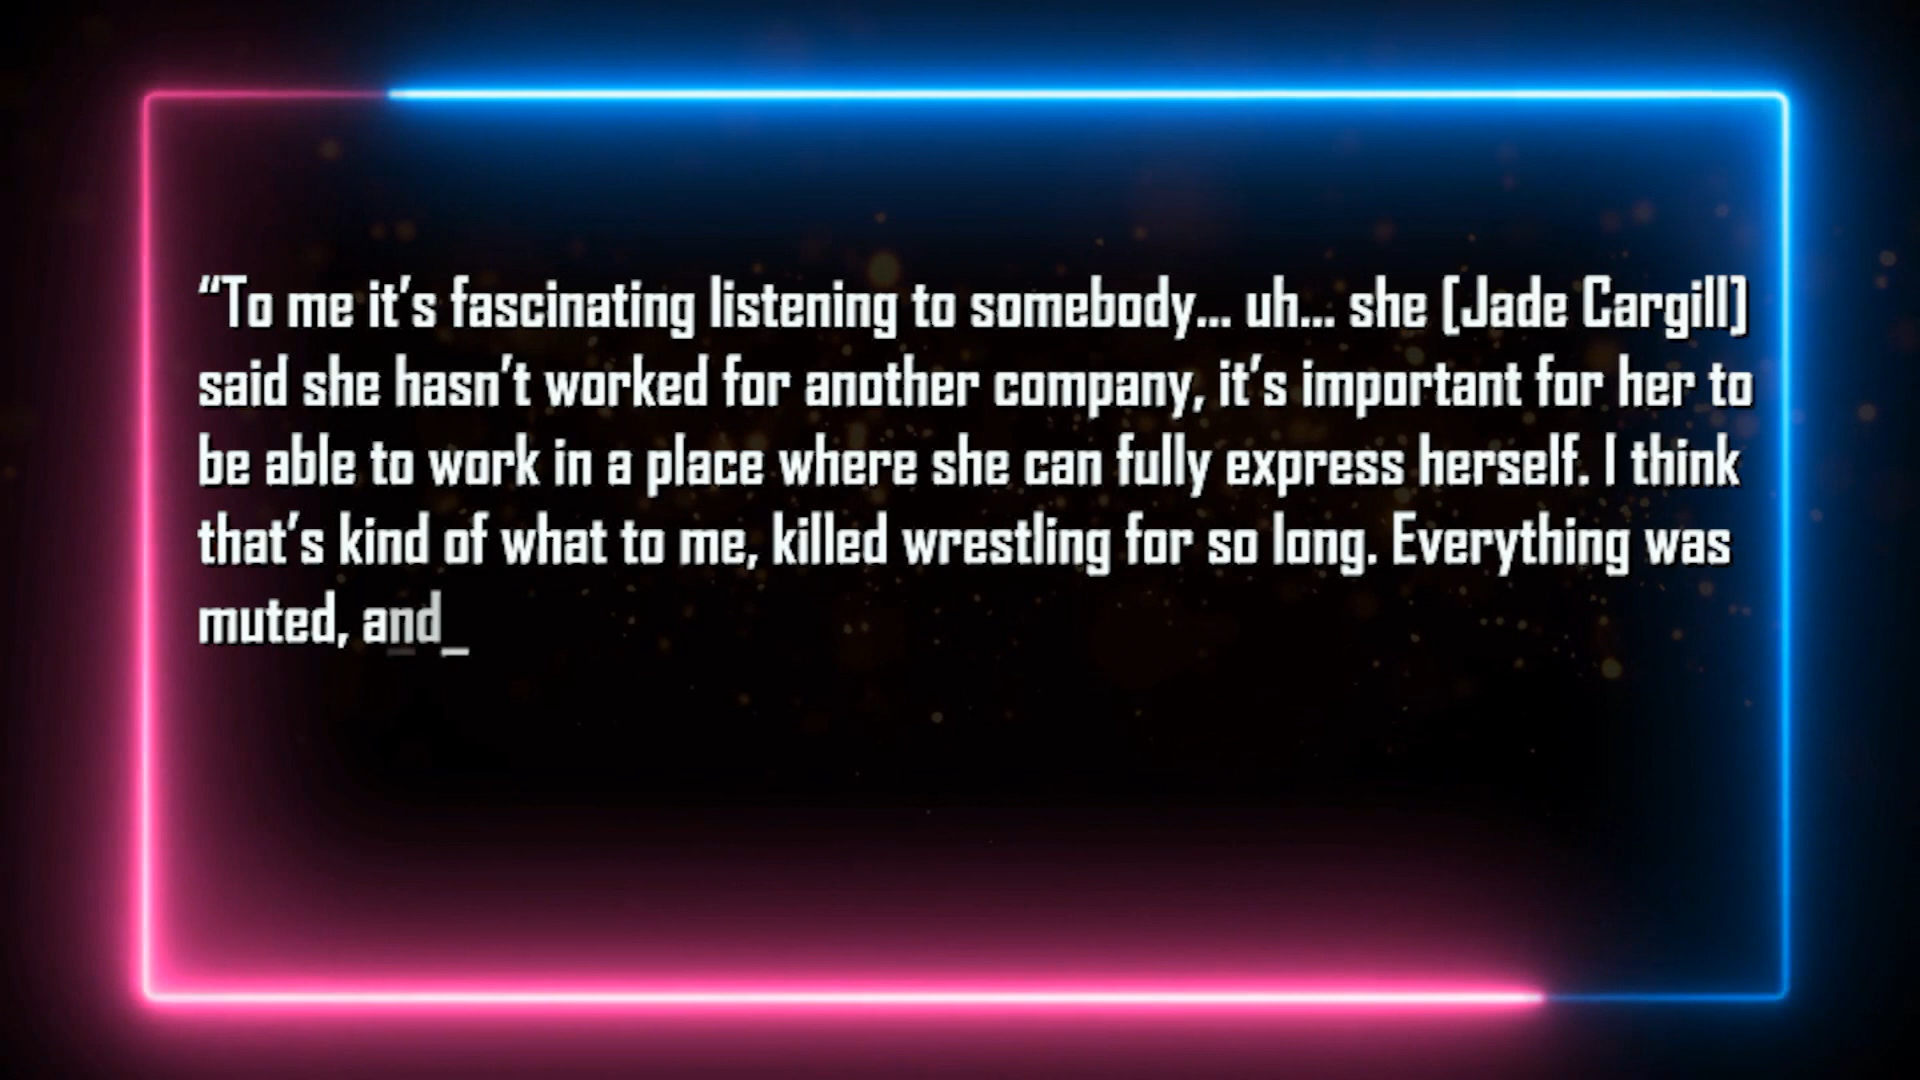 “To me it’s fascinating listening to somebody... uh... she [Jade Cargill]
said she hasn’t worked for another company, it’s important for her to
be able to work in a place where she can fully express herself. I think
that’s kind of what to me, killed wrestling for so long. Everything was
muted, and_